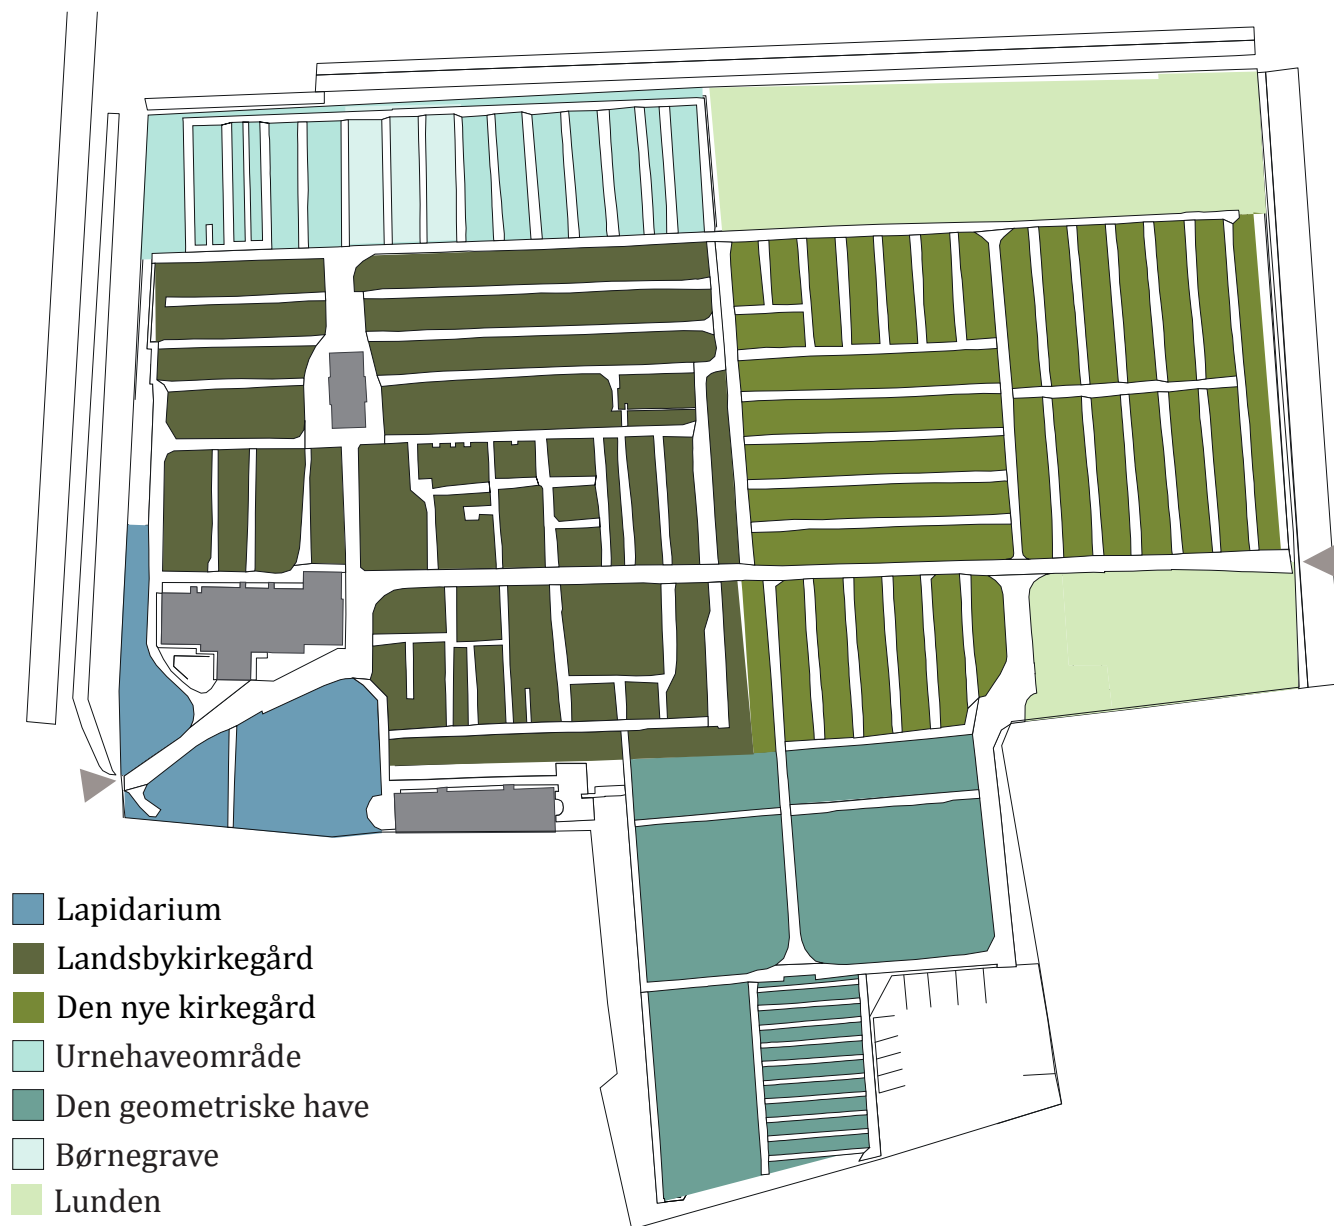 Lapidarium
Landsbykirkegård
Den nye kirkegård
Urnehaveområde
Den geometriske have
Børnegrave
Lunden